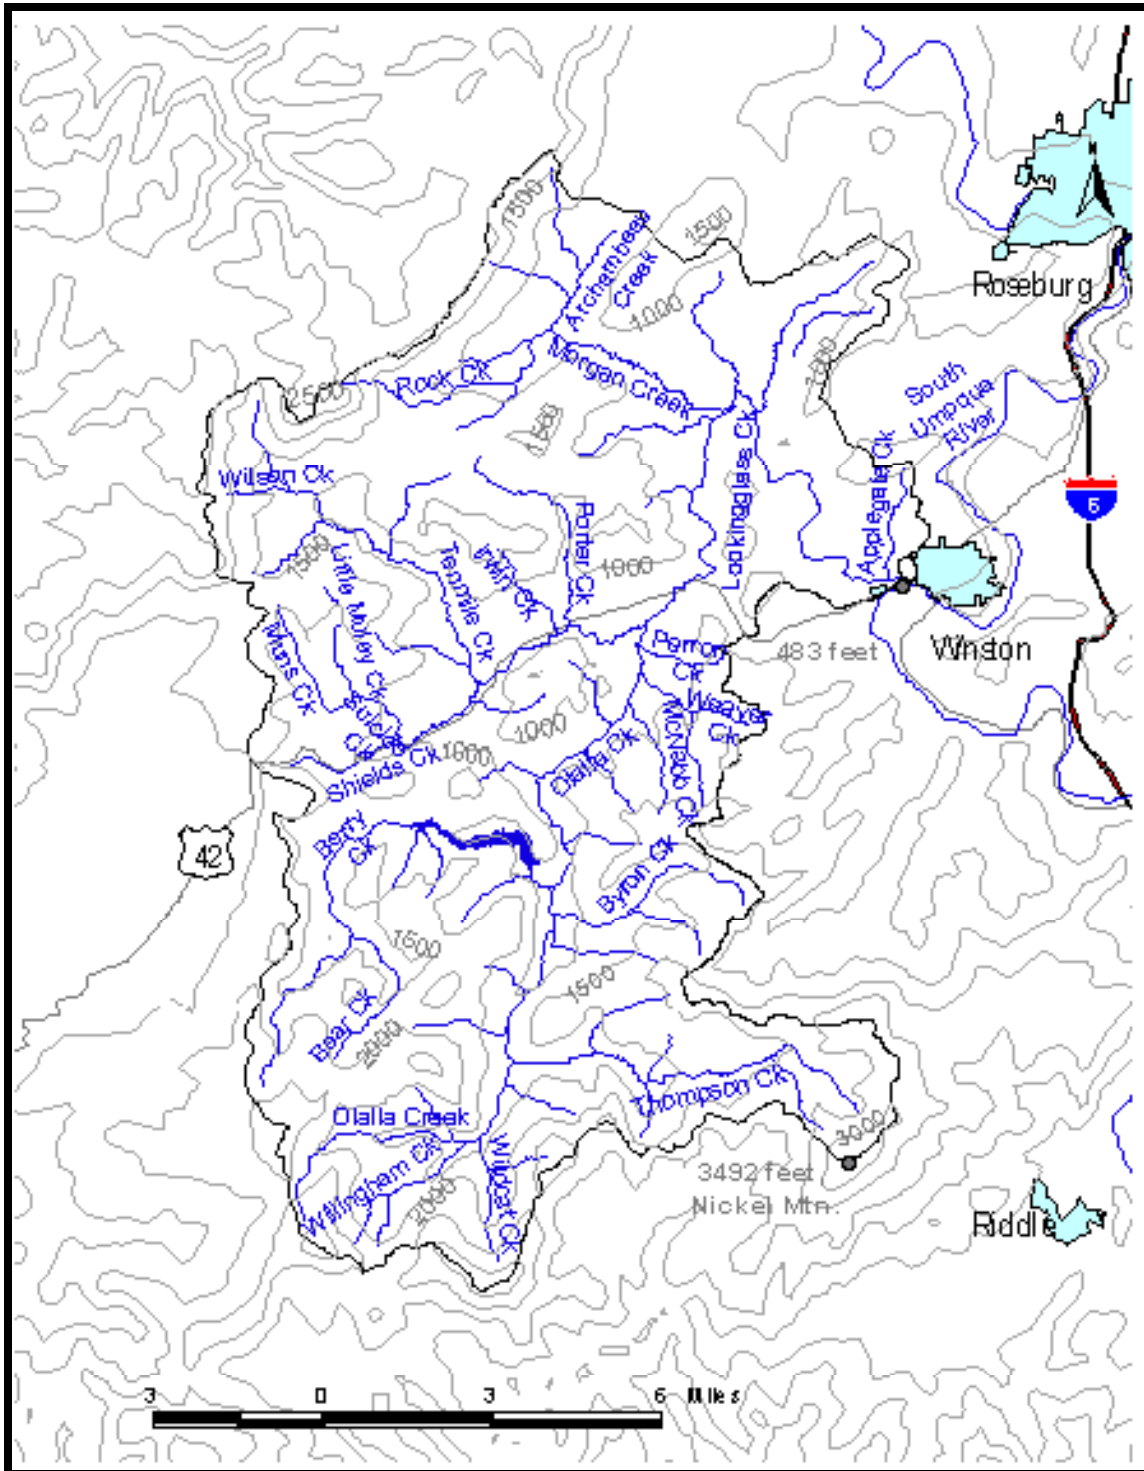 N
1500
1500
Archambeax
Creek
Roseburg
1000
Morgan Creek
Rock Ck
1000
South
Umpqua
River
2500
1500
Lookingglass Ck
Applegate Ck
Willson Ck
5
Porter Ck
1500
Little Muley Ck
Tenmile Ck
Irwin Ck
1000
Muns Ck
Perron
Ck
483 feet
Winston
Suicide
Ck
Weaver
Ck
McNabb Ck
1000
1000
Olalla Ck
Shields Ck
Berry
Ck
42
Byron Ck
1500
1500
Bear Ck
2000
Thompson Ck
Olalla Creek
3000
Willingham Ck
Wildcat Ck
2000
3492 feet
Nickel Mtn.
Riddle
3 0 3 6 Miles